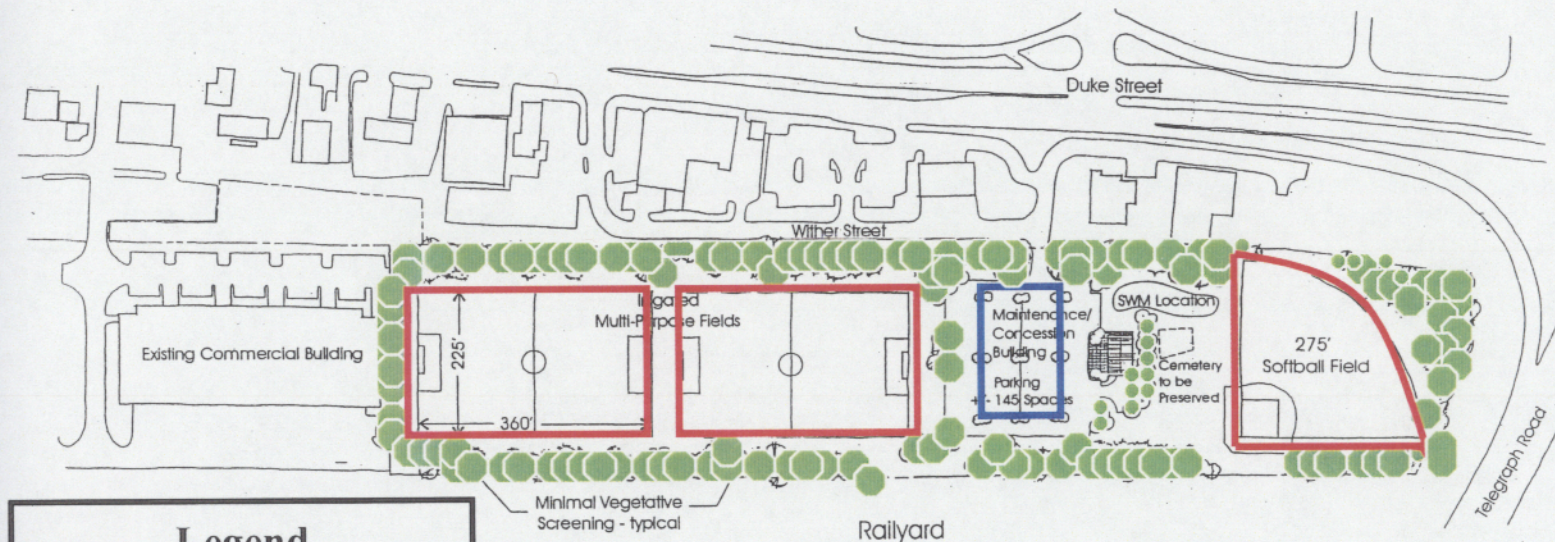 Duke Street
Wither Street
Irrigated
Multi-Purpose Fields
225'
360'
Existing Commercial Building
Maintenance/
Concession
Building
Parking
+/- 145 Spaces
SWM Location
Cemetery
to be
Preserved
275'
Softball Field
Telegraph Road
Minimal Vegetative
Screening - typical
Railyard
Legend